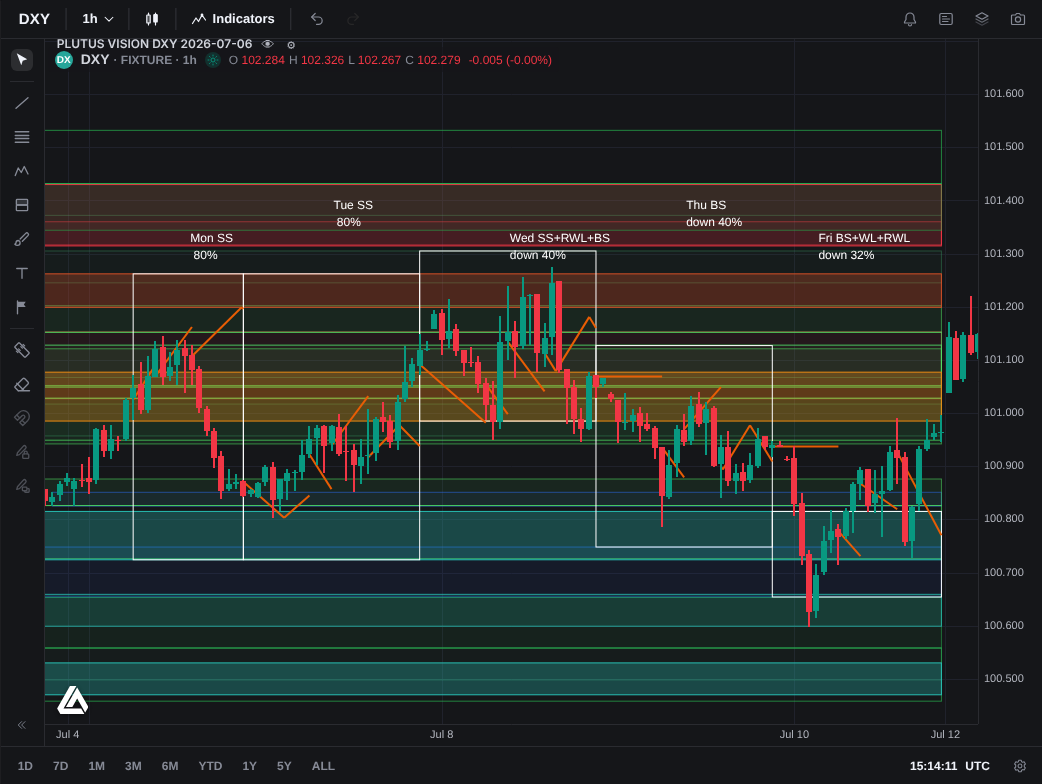 DXY 1h Indicators
PLUTUS VISION DXY 2026-07-06
DX DXY · FIXTURE · 1h O 102.284 H 102.326 L 102.267 C 102.279 -0.005 (-0.00%)
101.600
101.500
101.400
101.300
101.200
101.100
101.000
100.900
100.800
100.700
100.600
100.500
Mon SS
80%
Tue SS
80%
Wed SS+RWL+BS
down 40%
Thu BS
down 40%
Fri BS+WL+RWL
down 32%
Jul 4 Jul 8 Jul 10 Jul 12
1D 7D 1M 3M 6M YTD 1Y 5Y ALL 15:14:11 UTC